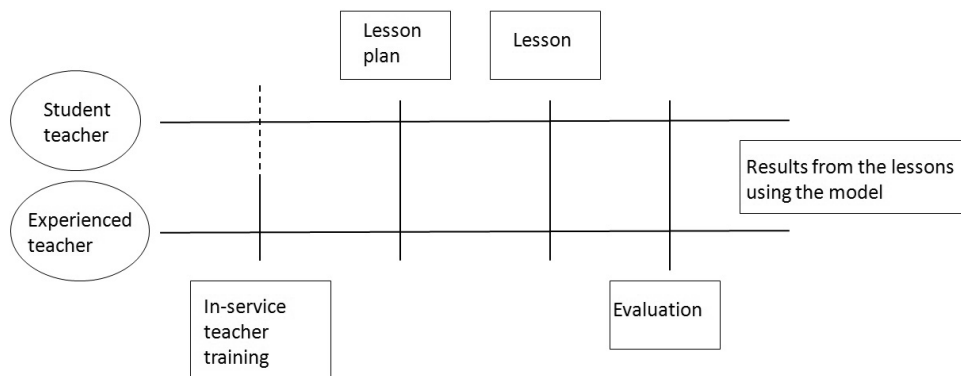 Lesson
plan
Lesson
Student
teacher
Results from the lessons
using the model
Experienced
teacher
In-service
teacher
training
Evaluation